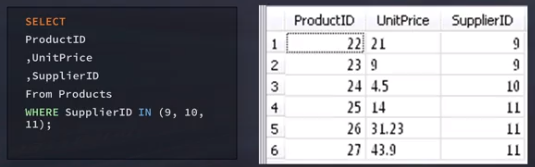 SELECT
ProductID
,UnitPrice
,SupplierID
From Products
WHERE SupplierID IN (9, 10,
11);
ProductID UnitPrice SupplierID
1 22 21 9
2 23 9 9
3 24 4.5 10
4 25 14 11
5 26 31.23 11
6 27 43.9 11